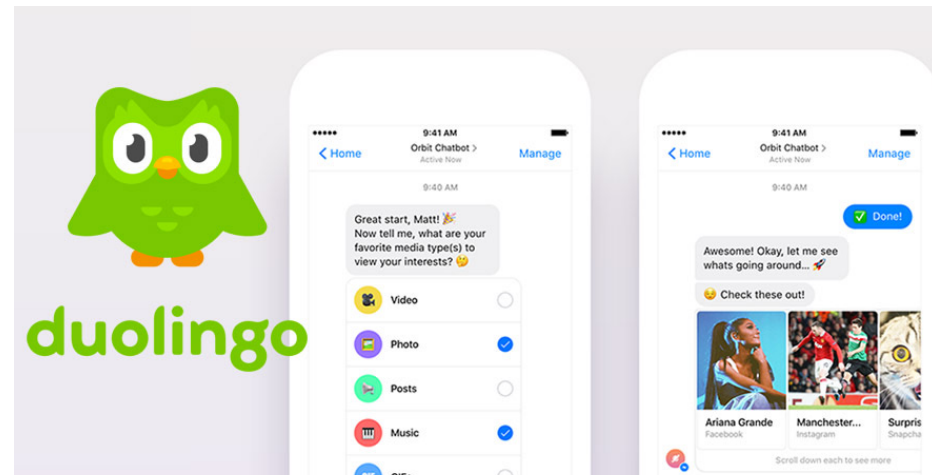 duolingo
9:41 AM
Home
Orbit Chatbot >
Active Now
Manage
9:40 AM
Great start, Matt! 🎉
Now tell me, what are your
favorite media type(s) to
view your interests? 🤔
Video
Photo
Posts
Music
9:41 AM
Home
Orbit Chatbot >
Active Now
Manage
9:40 AM
✅ Done!
Awesome! Okay, let me see
whats going around... 🚀
😏 Check these out!
Ariana Grande
Facebook
Manchester...
Instagram
Surpris
Snapcha
Scroll down each to see more